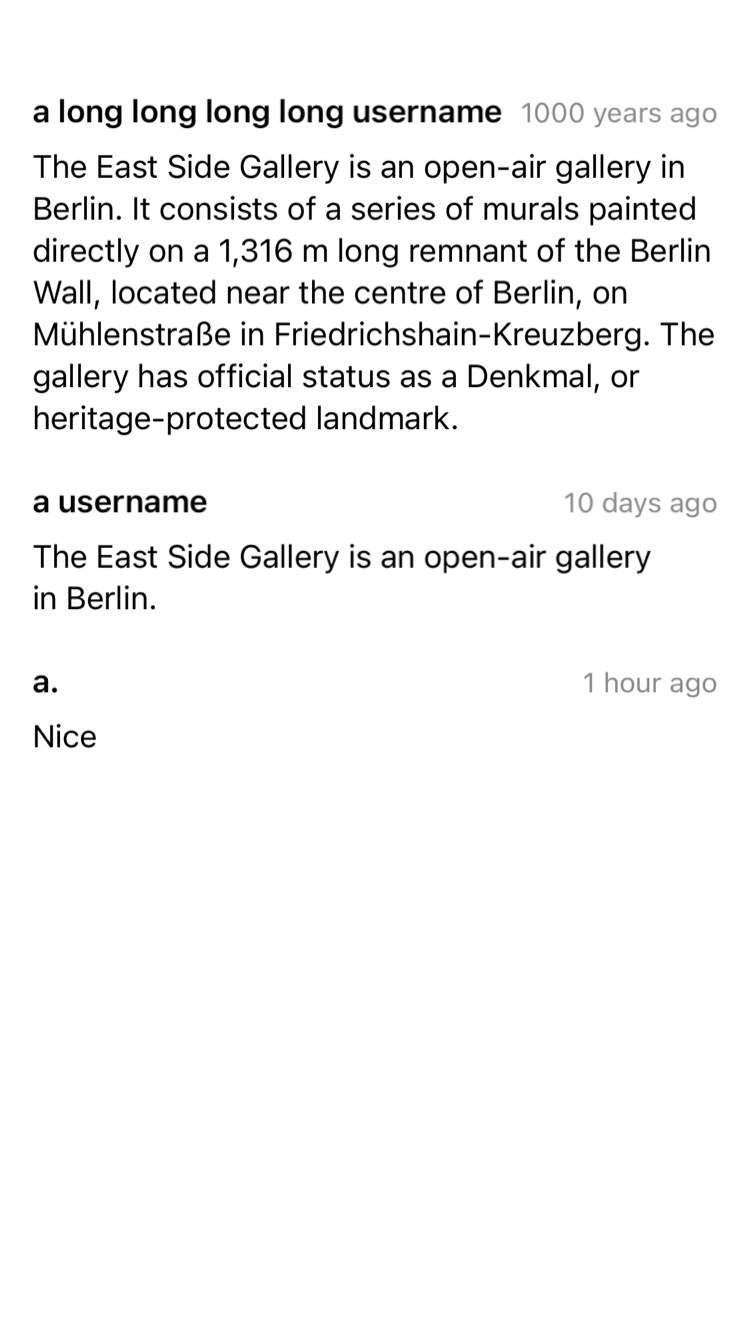 a long long long long username 1000 years ago
The East Side Gallery is an open-air gallery in
Berlin. It consists of a series of murals painted
directly on a 1,316 m long remnant of the Berlin
Wall, located near the centre of Berlin, on
Mühlenstraße in Friedrichshain-Kreuzberg. The
gallery has official status as a Denkmal, or
heritage-protected landmark.
a username 10 days ago
The East Side Gallery is an open-air gallery
in Berlin.
a. 1 hour ago
Nice